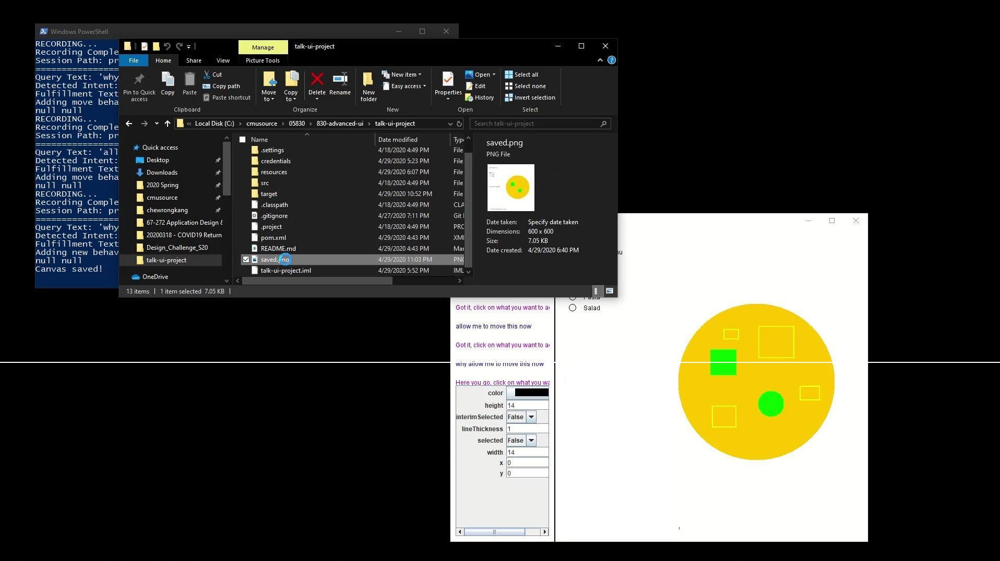 Windows PowerShell
RECORDING...
Recording Comple
Session Path: pr
Query Text: 'why
Detected Intent:
Fulfillment Text
Adding move beha
null null
RECORDING...
Recording Comple
Session Path: pr
Query Text: 'all
Detected Intent:
Fulfillment Text
Adding move beha
null null
RECORDING...
Recording Comple
Session Path: pr
Query Text: 'why
Detected Intent:
Fulfillment Text
Adding new behav
null null
Canvas saved!
Manage talk-ui-project
File Home Share View Picture Tools
Pin to Quick access
Copy
Paste
Cut
Copy path
Paste shortcut
Clipboard
Move to
Copy to
Delete
Rename
Organize
New folder
New item
Easy access
New
Properties
Open
Edit
History
Open
Select all
Select none
Invert selection
Select
« Local Disk (C:) > cmusource > 05830 > 830-advanced-ui > talk-ui-project
Search talk-ui-project
Quick access
Desktop
Downloads
2020 Spring
cmusource
chewrongkang
67-272 Application Design &
20200318 - COVID19 Return
Design_Challenge_S20
talk-ui-project
OneDrive
Name Date modified Type
.settings 4/18/2020 4:49 PM File
credentials 4/29/2020 5:23 PM File
resources 4/29/2020 6:07 PM File
src 4/18/2020 4:49 PM File
target 4/29/2020 10:52 PM File
.classpath 4/18/2020 4:49 PM CLA
.gitignore 4/27/2020 7:11 PM Git
.project 4/18/2020 4:49 PM PRO
pom.xml 4/29/2020 4:43 PM XMl
README.md 4/29/2020 4:43 PM Mar
saved.png 4/29/2020 11:03 PM PNG
talk-ui-project.iml 4/29/2020 5:52 PM IML
saved.png
PNG File
Date taken: Specify date taken
Dimensions: 600 x 600
Size: 7.05 KB
Date created: 4/29/2020 6:40 PM
13 items 1 item selected 7.05 KB
nu
Pasta
Salad
Got it, click on what you want to a
allow me to move this now
Got it, click on what you want to a
why allow me to move this now
Here you go, click on what you wa
color
height 14
interimSelected False
lineThickness 1
selected False
width 14
x 0
y 0